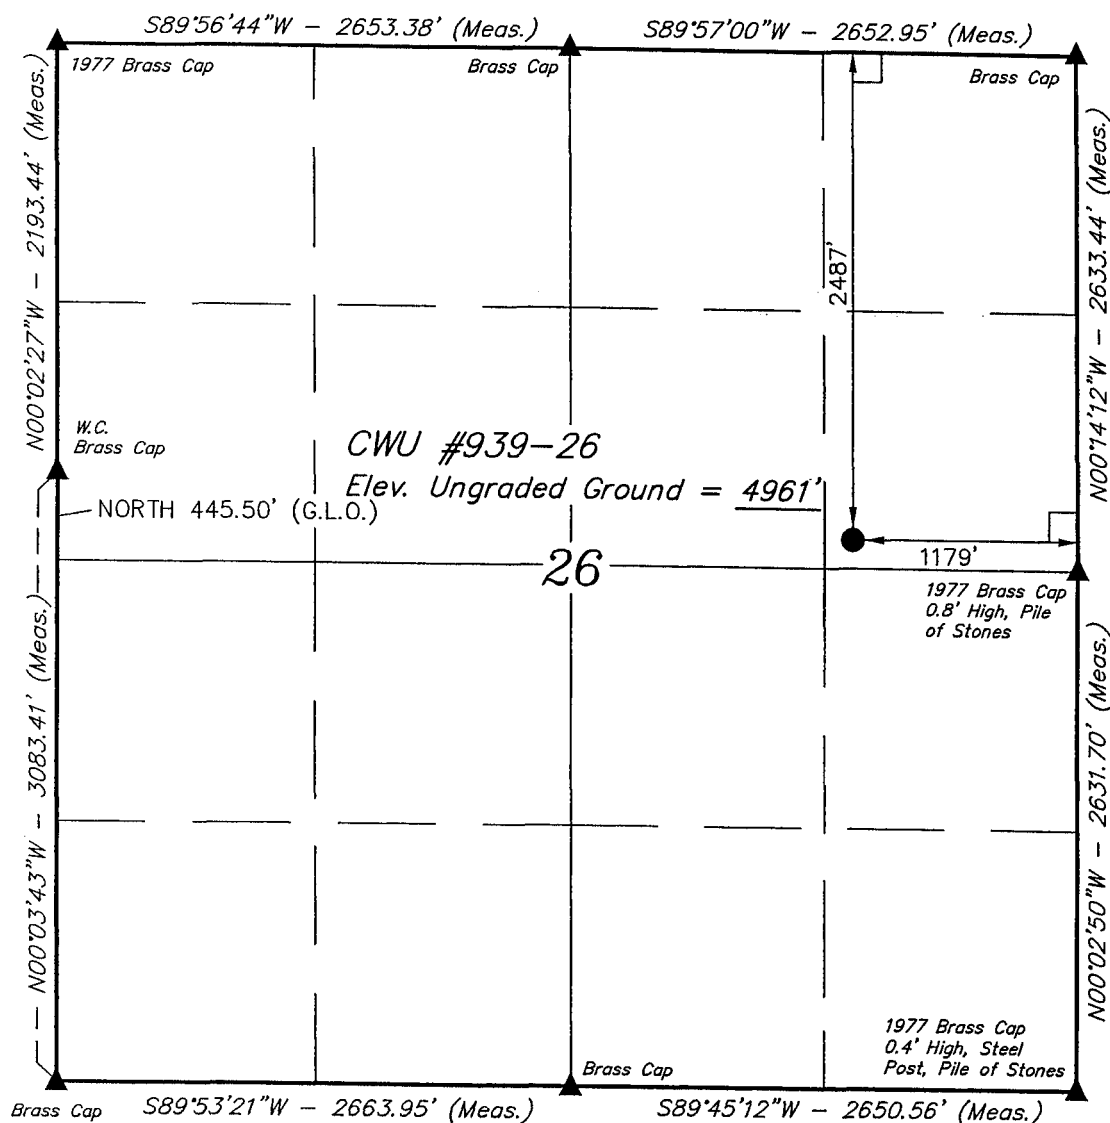 S89°56'44"W - 2653.38' (Meas.)
S89°57'00"W - 2652.95' (Meas.)
1977 Brass Cap
Brass Cap
Brass Cap
N00°02'27"W - 2193.44' (Meas.)
N00°14'12"W - 2633.44' (Meas.)
2487'
W.C.
Brass Cap
CWU #939-26
Elev. Ungraded Ground = 4961'
NORTH 445.50' (G.L.O.)
26
1179'
1977 Brass Cap
0.8' High, Pile
of Stones
N00°03'43"W - 3083.41' (Meas.)
N00°02'50"W - 2631.70' (Meas.)
1977 Brass Cap
0.4' High, Steel
Post, Pile of Stones
Brass Cap
Brass Cap
S89°53'21"W - 2663.95' (Meas.)
S89°45'12"W - 2650.56' (Meas.)